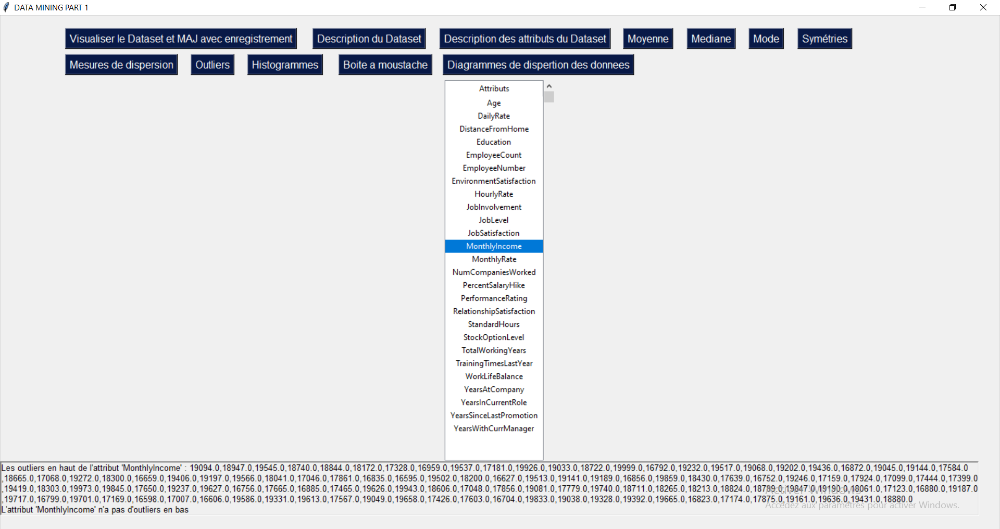 DATA MINING PART 1
Visualiser le Dataset et MAJ avec enregistrement Description du Dataset Description des attributs du Dataset Moyenne Mediane Mode Symétries
Mesures de dispersion Outliers Histogrammes Boite a moustache Diagrammes de dispertion des donnees
Attributs
Age
DailyRate
DistanceFromHome
Education
EmployeeCount
EmployeeNumber
EnvironmentSatisfaction
HourlyRate
JobInvolvement
JobLevel
JobSatisfaction
MonthlyIncome
MonthlyRate
NumCompaniesWorked
PercentSalaryHike
PerformanceRating
RelationshipSatisfaction
StandardHours
StockOptionLevel
TotalWorkingYears
TrainingTimesLastYear
WorkLifeBalance
YearsAtCompany
YearsInCurrentRole
YearsSinceLastPromotion
YearsWithCurrManager
Les outliers en haut de l'attribut 'MonthlyIncome' : 19094.0,18947.0,19545.0,18740.0,18844.0,18172.0,17328.0,16959.0,19537.0,17181.0,19926.0,19033.0,18722.0,19999.0,16792.0,19232.0,19517.0,19068.0,19202.0,19436.0,16872.0,19045.0,19144.0,17584.0
,18665.0,17068.0,19272.0,18300.0,16659.0,19406.0,19197.0,19566.0,18041.0,17046.0,17861.0,16835.0,16595.0,19502.0,18200.0,16627.0,19513.0,19141.0,19189.0,16856.0,19859.0,18430.0,17639.0,16752.0,19246.0,17159.0,17924.0,17099.0,17444.0,17399.0
,19419.0,18303.0,19973.0,19845.0,17650.0,19237.0,19627.0,16756.0,17665.0,16885.0,17465.0,19626.0,19943.0,18606.0,17048.0,17856.0,19081.0,17779.0,19740.0,18711.0,18265.0,18213.0,18824.0,18789.0,19847.0,19190.0,18061.0,17123.0,16880.0,19187.0
,19717.0,16799.0,19701.0,17169.0,16598.0,17007.0,16606.0,19586.0,19331.0,19613.0,17567.0,19049.0,19658.0,17426.0,17603.0,16704.0,19833.0,19038.0,19328.0,19392.0,19665.0,16823.0,17174.0,17875.0,19161.0,19636.0,19431.0,18880.0
L'attribut 'MonthlyIncome' n'a pas d'outliers en bas
Activer Windows
Accédez aux paramètres pour activer Windows.